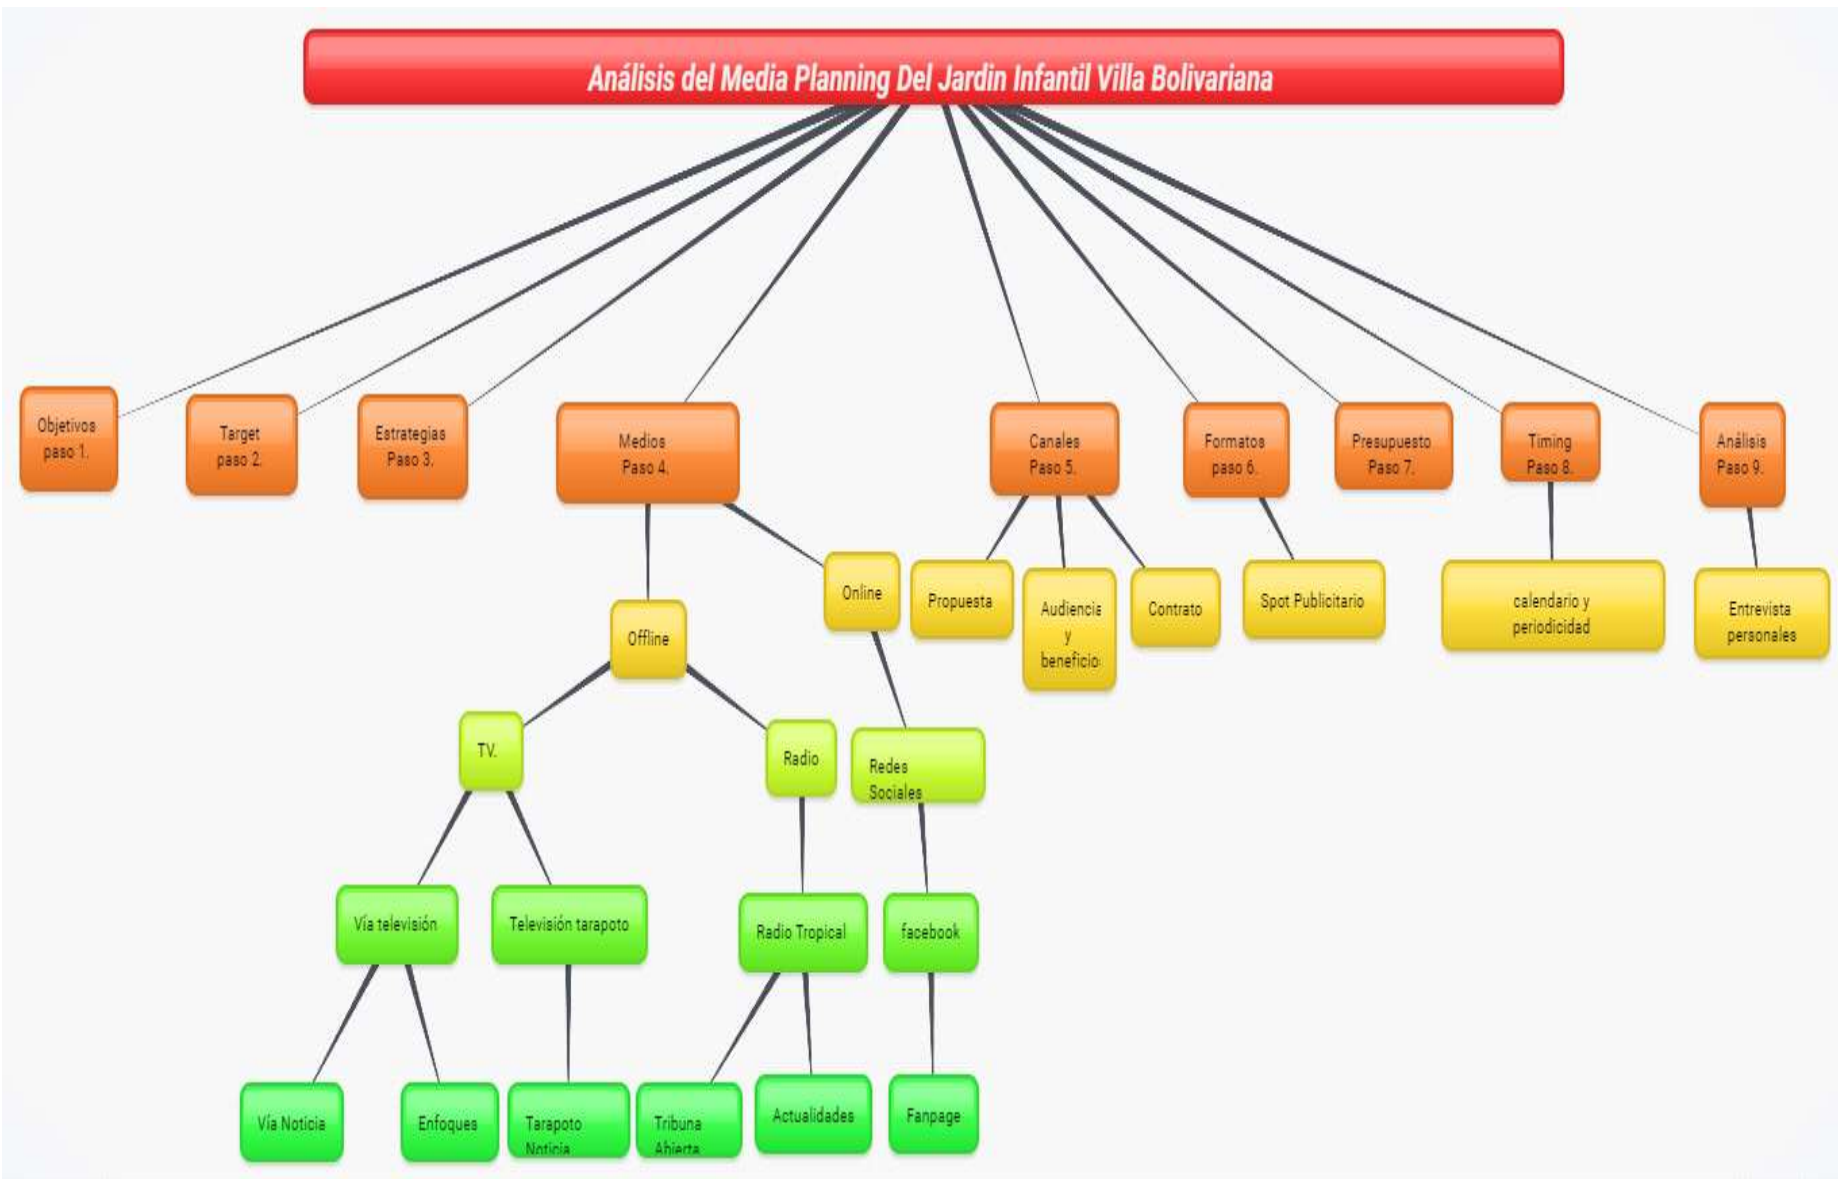 Análisis del Media Planning Del Jardin Infantil Villa Bolivariana
Objetivos
paso 1.
Target
paso 2.
Estrategias
Paso 3.
Medios
Paso 4.
Canales
Paso 5.
Formatos
paso 6.
Presupuesto
Paso 7.
Timing
Paso 8.
Análisis
Paso 9.
Offline
Online
Propuesta
Audiencia
y
beneficio
Contrato
Spot Publicitario
calendario y
periodicidad
Entrevista
personales
TV.
Radio
Redes
Sociales
Vía televisión
Televisión tarapoto
Radio Tropical
facebook
Vía Noticia
Enfoques
Tarapoto
Noticia
Tribuna
Abierta
Actualidades
Fanpage